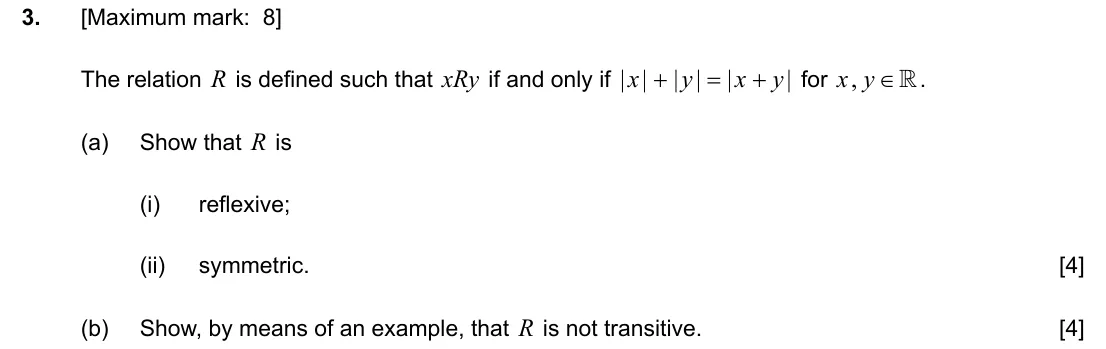 3. [Maximum mark: 8]
The relation R is defined such that xRy if and only if |x| + |y| = |x + y| for x, y ∈ ℝ.
(a) Show that R is
(i) reflexive;
(ii) symmetric. [4]
(b) Show, by means of an example, that R is not transitive. [4]